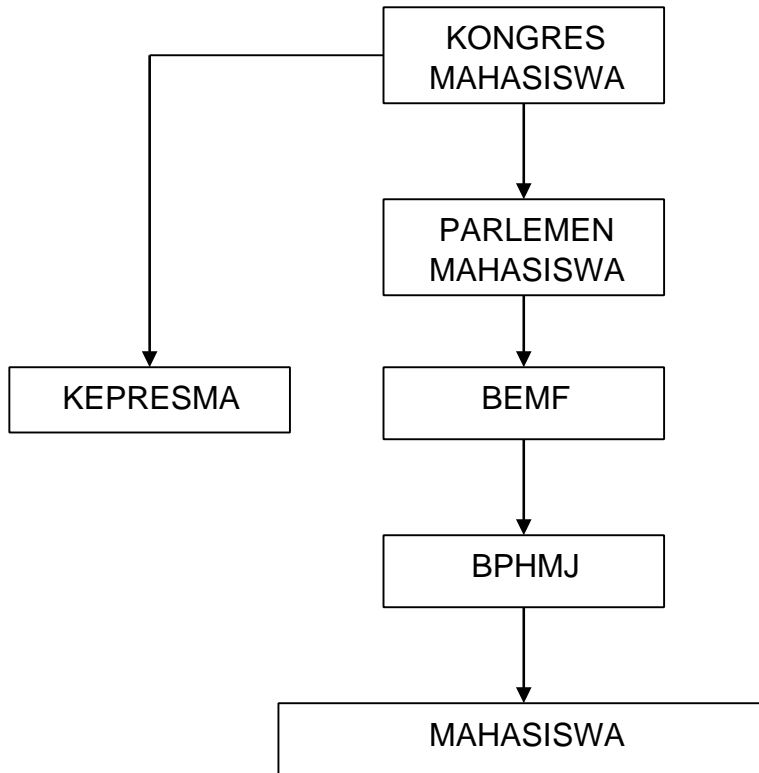 KONGRES
MAHASISWA
PARLEMEN
MAHASISWA
KEPRESMA
BEMF
BPHMJ
MAHASISWA